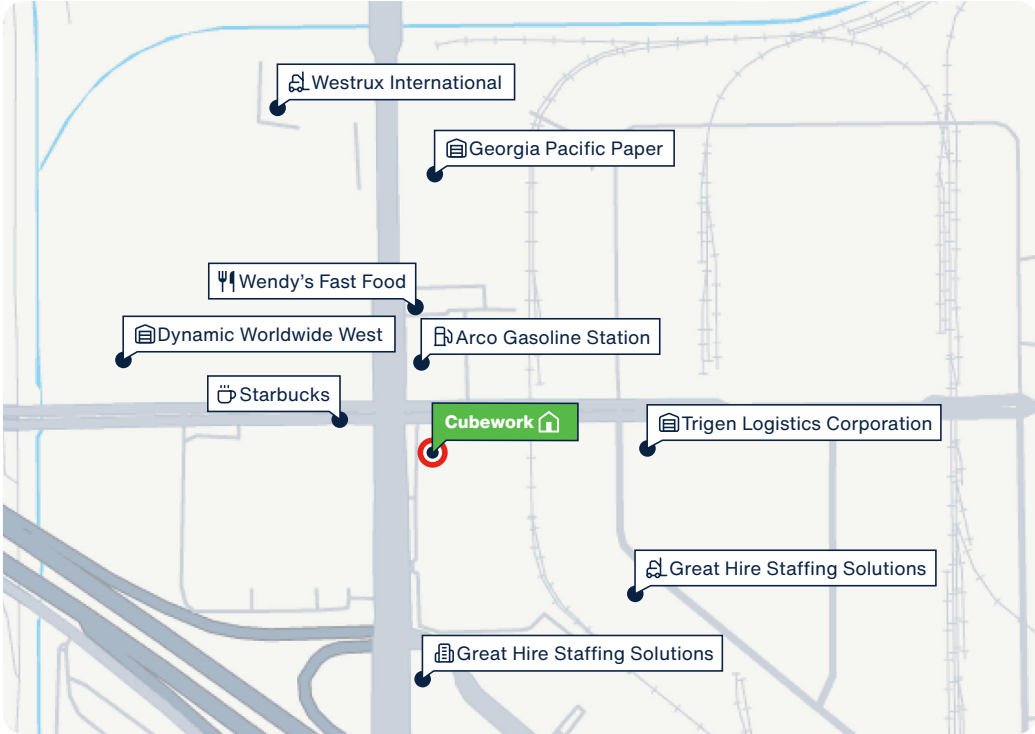 Westrux International
Georgia Pacific Paper
Wendy’s Fast Food
Dynamic Worldwide West
Arco Gasoline Station
Starbucks
Cubework
Trigen Logistics Corporation
Great Hire Staffing Solutions
Great Hire Staffing Solutions